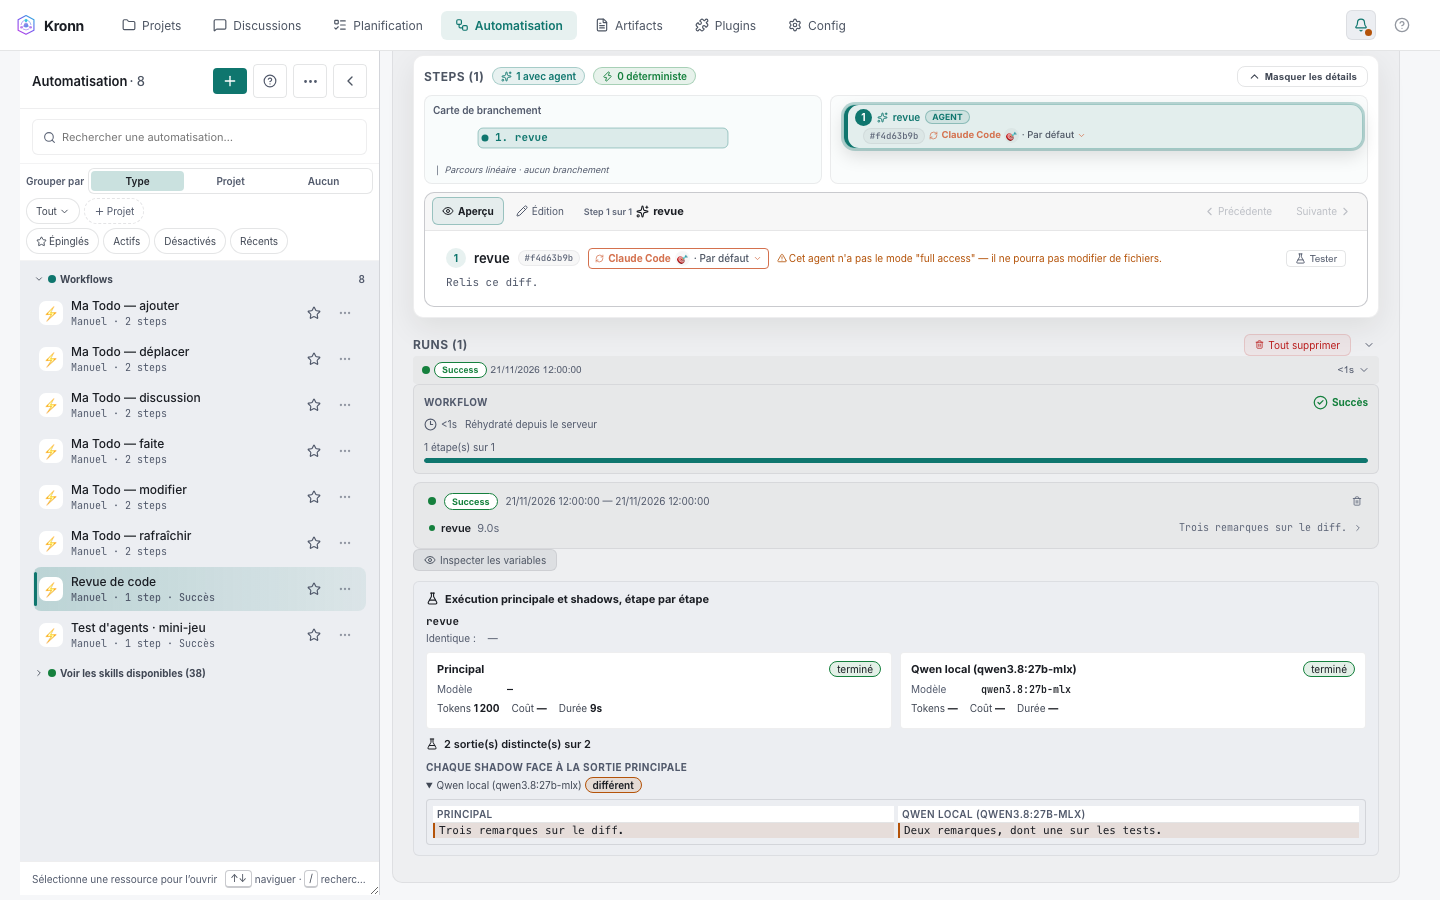 Kronn
Projets
Discussions
Planification
Automatisation
Artifacts
Plugins
Config
Automatisation · 8
Rechercher une automatisation...
Grouper par
Type
Projet
Aucun
Tout
+ Projet
Épinglés
Actifs
Désactivés
Récents
Workflows
8
Ma Todo — ajouter
Manuel · 2 steps
Ma Todo — déplacer
Manuel · 2 steps
Ma Todo — discussion
Manuel · 2 steps
Ma Todo — faite
Manuel · 2 steps
Ma Todo — modifier
Manuel · 2 steps
Ma Todo — rafraîchir
Manuel · 2 steps
Revue de code
Manuel · 1 step · Succès
Test d'agents · mini-jeu
Manuel · 1 step · Succès
Voir les skills disponibles (38)
Sélectionne une ressource pour l'ouvrir ↑↓ naviguer · / recherc...
STEPS (1)
1 avec agent
0 déterministe
Masquer les détails
Carte de branchement
1. revue
Parcours linéaire · aucun branchement
1 revue AGENT
#f4d63b9b Claude Code · Par défaut
Aperçu
Édition
Step 1 sur 1 revue
Précédente
Suivante
1 revue #f4d63b9b Claude Code · Par défaut
Cet agent n'a pas le mode "full access" — il ne pourra pas modifier de fichiers.
Tester
Relis ce diff.
RUNS (1)
Tout supprimer
Success 21/11/2026 12:00:00
<1s
WORKFLOW
Succès
<1s Réhydraté depuis le serveur
1 étape(s) sur 1
Success 21/11/2026 12:00:00 — 21/11/2026 12:00:00
revue 9.0s
Trois remarques sur le diff.
Inspecter les variables
Exécution principale et shadows, étape par étape
revue
Identique : —
Principal
terminé
Modèle —
Tokens 1 200 Coût — Durée 9s
Qwen local (qwen3.8:27b-mlx)
terminé
Modèle qwen3.8:27b-mlx
Tokens — Coût — Durée —
2 sortie(s) distincte(s) sur 2
CHAQUE SHADOW FACE À LA SORTIE PRINCIPALE
Qwen local (qwen3.8:27b-mlx) différent
PRINCIPAL
Trois remarques sur le diff.
QWEN LOCAL (QWEN3.8:27B-MLX)
Deux remarques, dont une sur les tests.